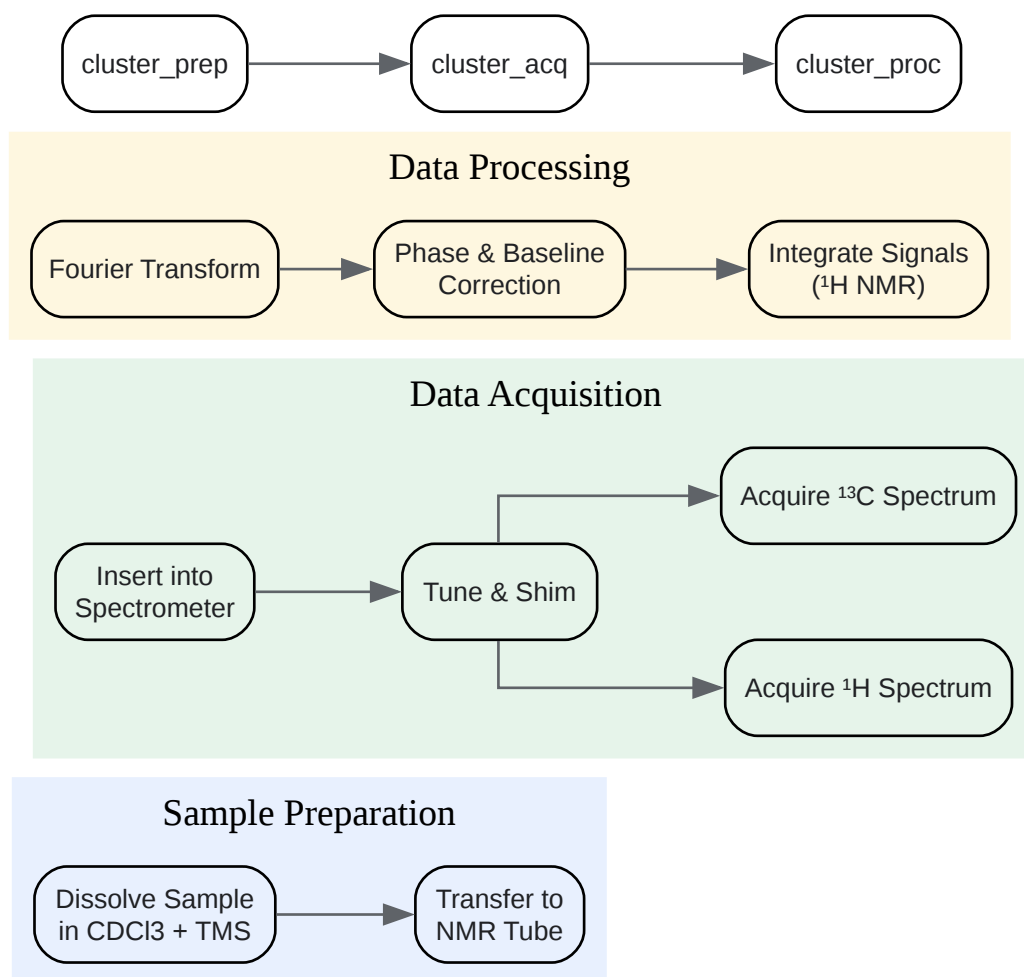 cluster_prep
cluster_acq
cluster_proc
Data Processing
Fourier Transform
Phase & Baseline
Correction
Integrate Signals
(¹H NMR)
Data Acquisition
Acquire ¹³C Spectrum
Insert into
Spectrometer
Tune & Shim
Acquire ¹H Spectrum
Sample Preparation
Dissolve Sample
in CDCl3 + TMS
Transfer to
NMR Tube